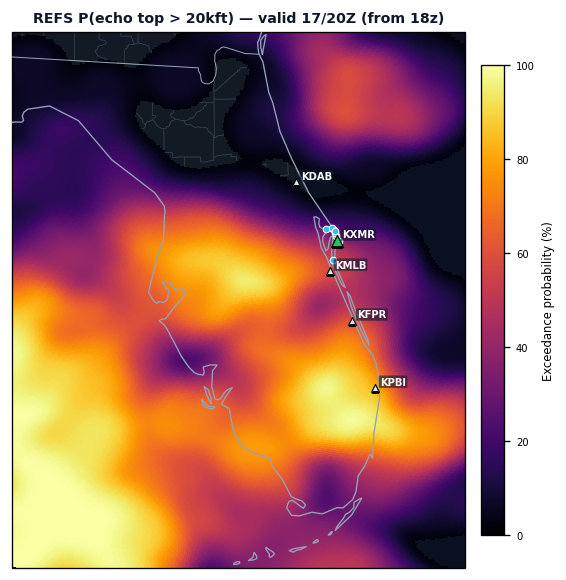 REFS P(echo top > 20kft) — valid 17/20Z (from 18z)
KDAB
KXMR
KMLB
KFPR
KPBI
100
80
60
40
20
0
Exceedance probability (%)